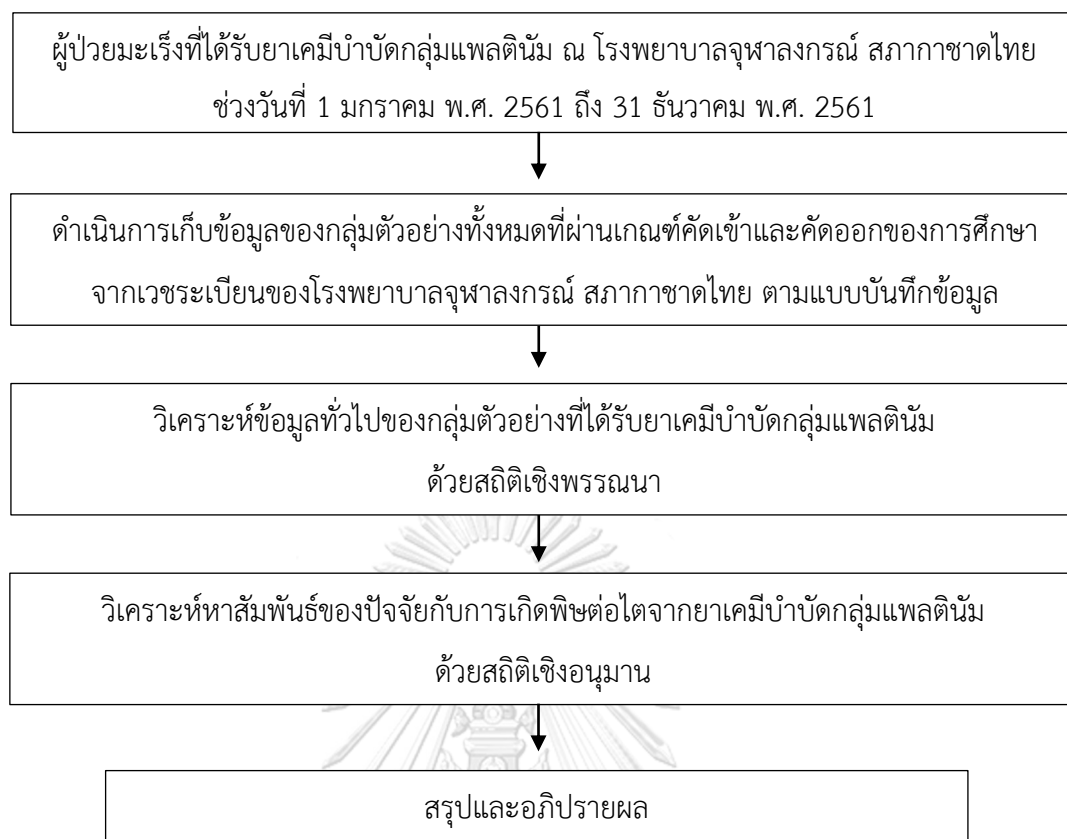 ผู้ป่วยมะเร็งที่ได้รับยาเคมีบำบัดกลุ่มแพลตินัม ณ โรงพยาบาลจุฬาลงกรณ์ สภากาชาดไทย
ช่วงวันที่ 1 มกราคม พ.ศ. 2561 ถึง 31 ธันวาคม พ.ศ. 2561
ดำเนินการเก็บข้อมูลของกลุ่มตัวอย่างทั้งหมดที่ผ่านเกณฑ์คัดเข้าและคัดออกของการศึกษา
จากเวชระเบียนของโรงพยาบาลจุฬาลงกรณ์ สภากาชาดไทย ตามแบบบันทึกข้อมูล
วิเคราะห์ข้อมูลทั่วไปของกลุ่มตัวอย่างที่ได้รับยาเคมีบำบัดกลุ่มแพลตินัม
ด้วยสถิติเชิงพรรณนา
วิเคราะห์หาสัมพันธ์ของปัจจัยกับการเกิดพิษต่อไตจากยาเคมีบำบัดกลุ่มแพลตินัม
ด้วยสถิติเชิงอนุมาน
สรุปและอภิปรายผล